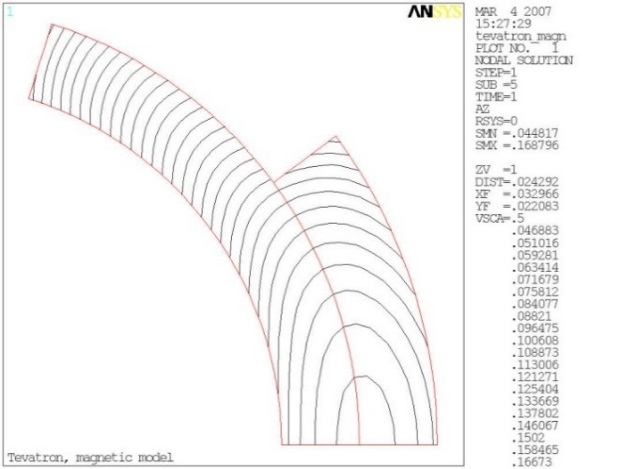 1
ANSYS
MAR 4 2007
15:27:29
tevatron_magn
PLOT NO. 1
NODAL SOLUTION
STEP=1
SUB =5
TIME=1
AZ
RSYS=0
SMN =.044817
SMX =.168796
ZV =1
DIST=.024292
XF =.032966
YF =.022083
VSCA=.5
.046883
.051016
.059281
.063414
.071679
.075812
.084077
.08821
.096475
.100608
.108873
.113006
.121271
.125404
.133669
.137802
.146067
.1502
.158465
.16673
Tevatron, magnetic model